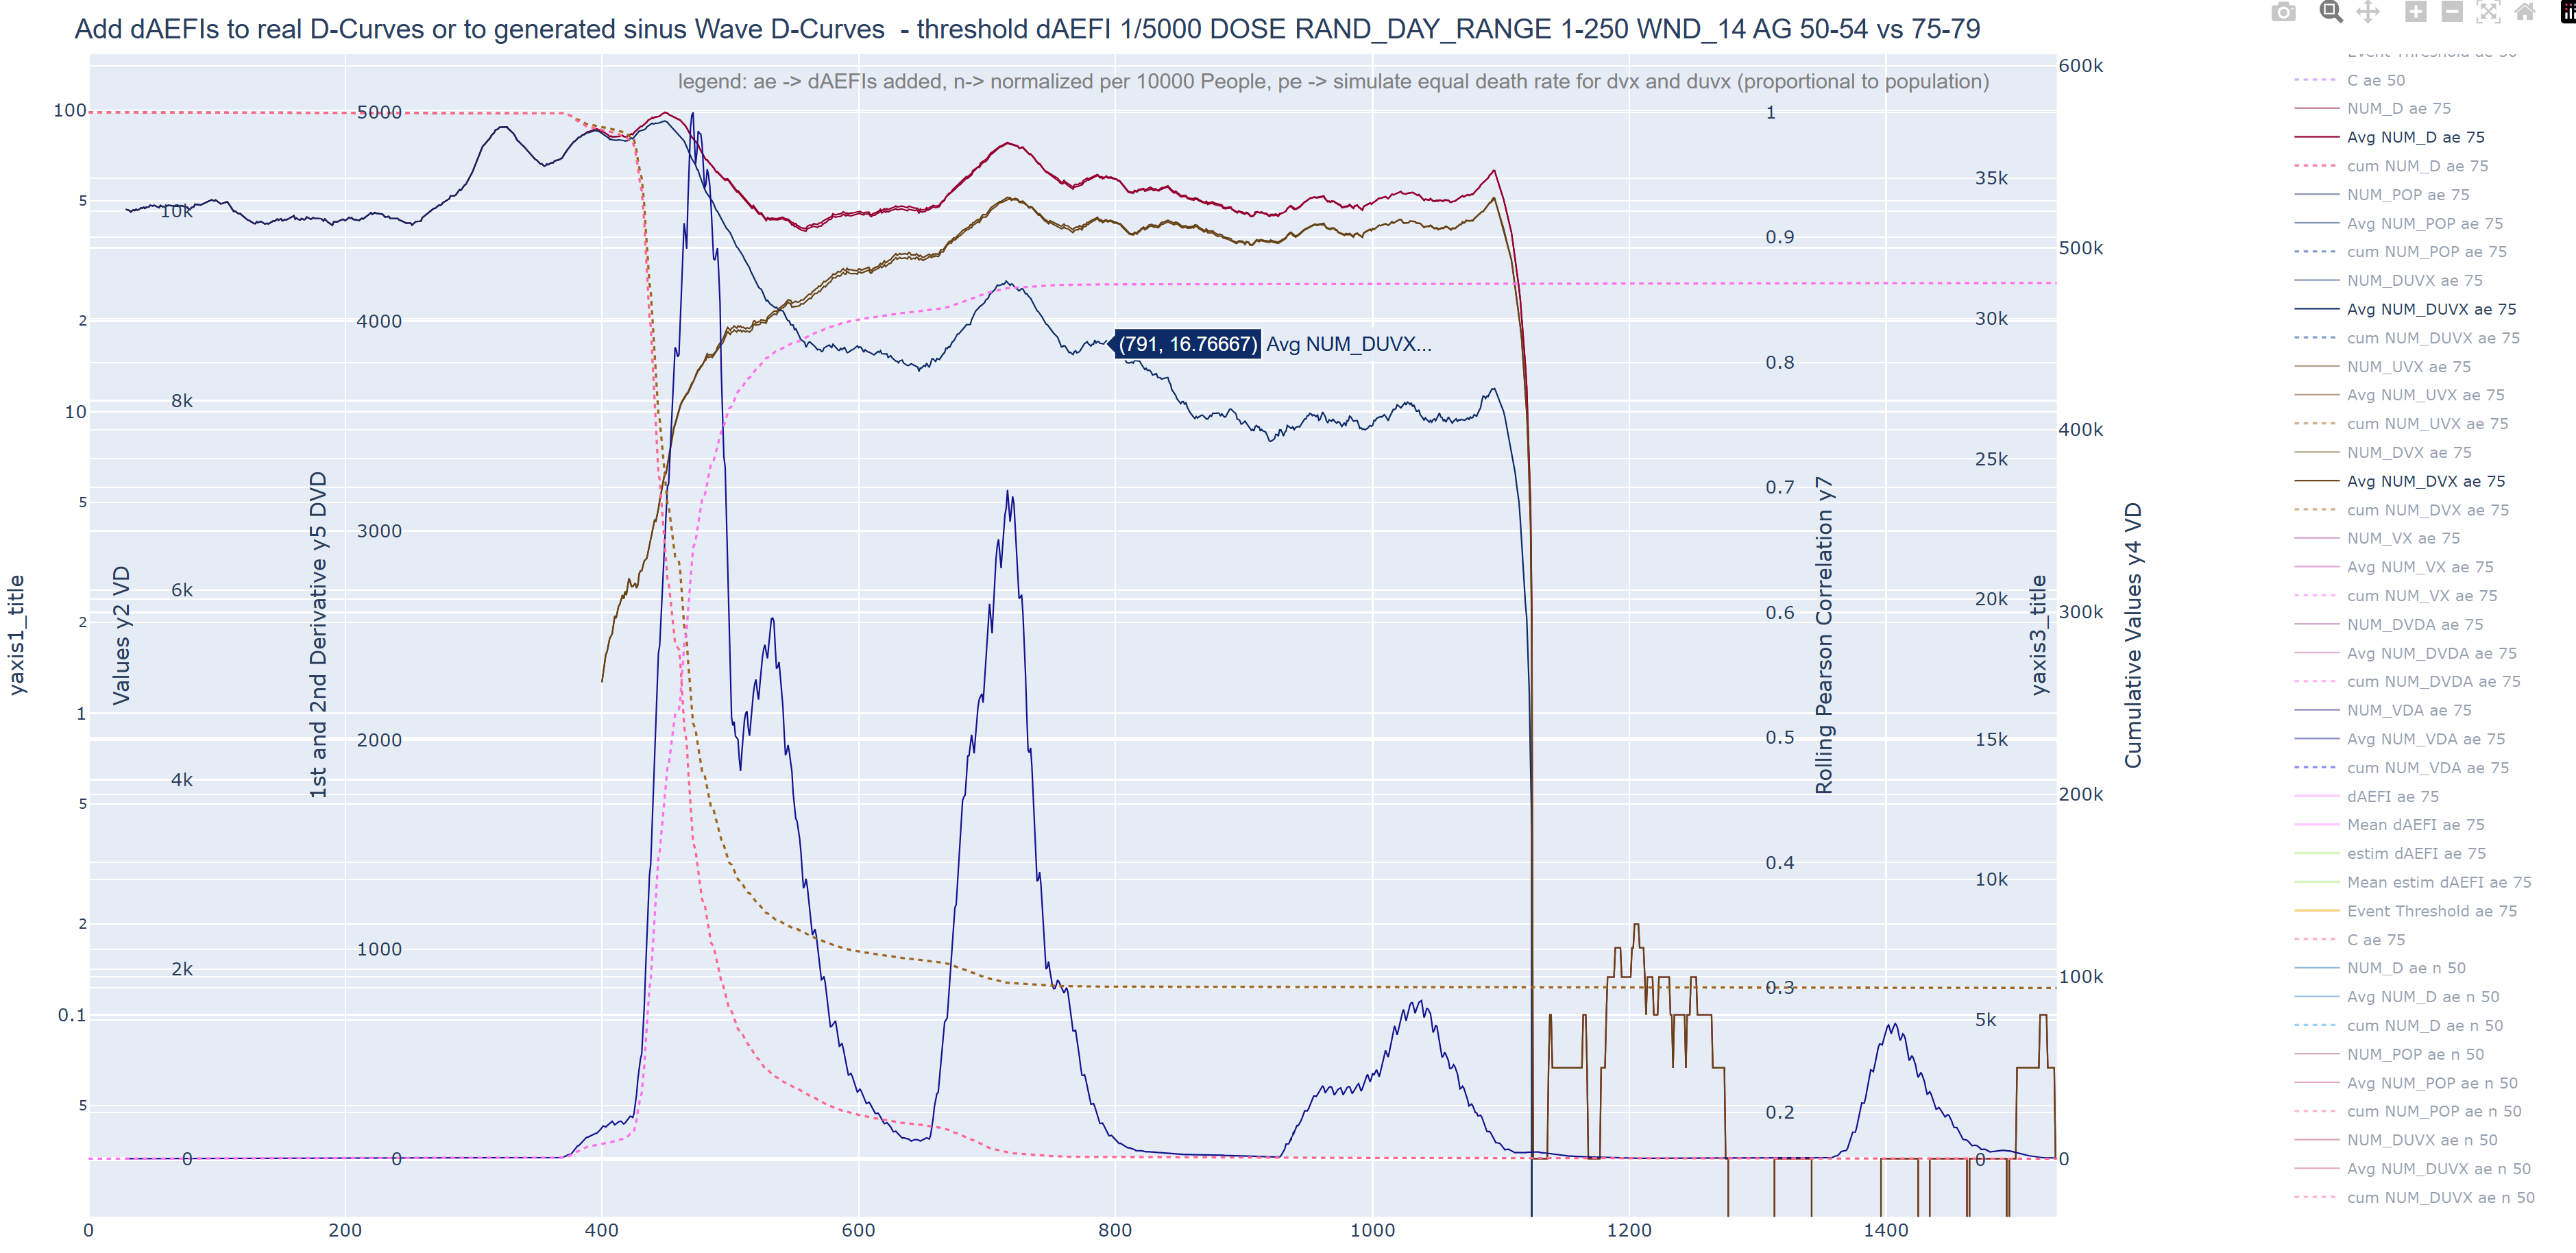 Add dAEFIs to real D-Curves or to generated sinus Wave D-Curves  - threshold dAEFI 1/5000 DOSE RAND_DAY_RANGE 1-250 WND_14 AG 50-54 vs 75-79
legend: ae -> dAEFIs added, n-> normalized per 10000 People, pe -> simulate equal death rate for dvx and duvx (proportional to population)
yaxis1_title
100
5
2
10
5
2
1
5
2
0.1
5
Values y2 VD
10k
8k
6k
4k
2k
0
1st and 2nd Derivative y5 DVD
5000
4000
3000
2000
1000
0
(791, 16.76667) Avg NUM_DUVX...
Rolling Pearson Correlation y7
1
0.9
0.8
0.7
0.6
0.5
0.4
0.3
0.2
yaxis3_title
35k
30k
25k
20k
15k
10k
5k
0
Cumulative Values y4 VD
600k
500k
400k
300k
200k
100k
0
0 200 400 600 800 1000 1200 1400
C ae 50
NUM_D ae 75
Avg NUM_D ae 75
cum NUM_D ae 75
NUM_POP ae 75
Avg NUM_POP ae 75
cum NUM_POP ae 75
NUM_DUVX ae 75
Avg NUM_DUVX ae 75
cum NUM_DUVX ae 75
NUM_UVX ae 75
Avg NUM_UVX ae 75
cum NUM_UVX ae 75
NUM_DVX ae 75
Avg NUM_DVX ae 75
cum NUM_DVX ae 75
NUM_VX ae 75
Avg NUM_VX ae 75
cum NUM_VX ae 75
NUM_DVDA ae 75
Avg NUM_DVDA ae 75
cum NUM_DVDA ae 75
NUM_VDA ae 75
Avg NUM_VDA ae 75
cum NUM_VDA ae 75
dAEFI ae 75
Mean dAEFI ae 75
estim dAEFI ae 75
Mean estim dAEFI ae 75
Event Threshold ae 75
C ae 75
NUM_D ae n 50
Avg NUM_D ae n 50
cum NUM_D ae n 50
NUM_POP ae n 50
Avg NUM_POP ae n 50
cum NUM_POP ae n 50
NUM_DUVX ae n 50
Avg NUM_DUVX ae n 50
cum NUM_DUVX ae n 50